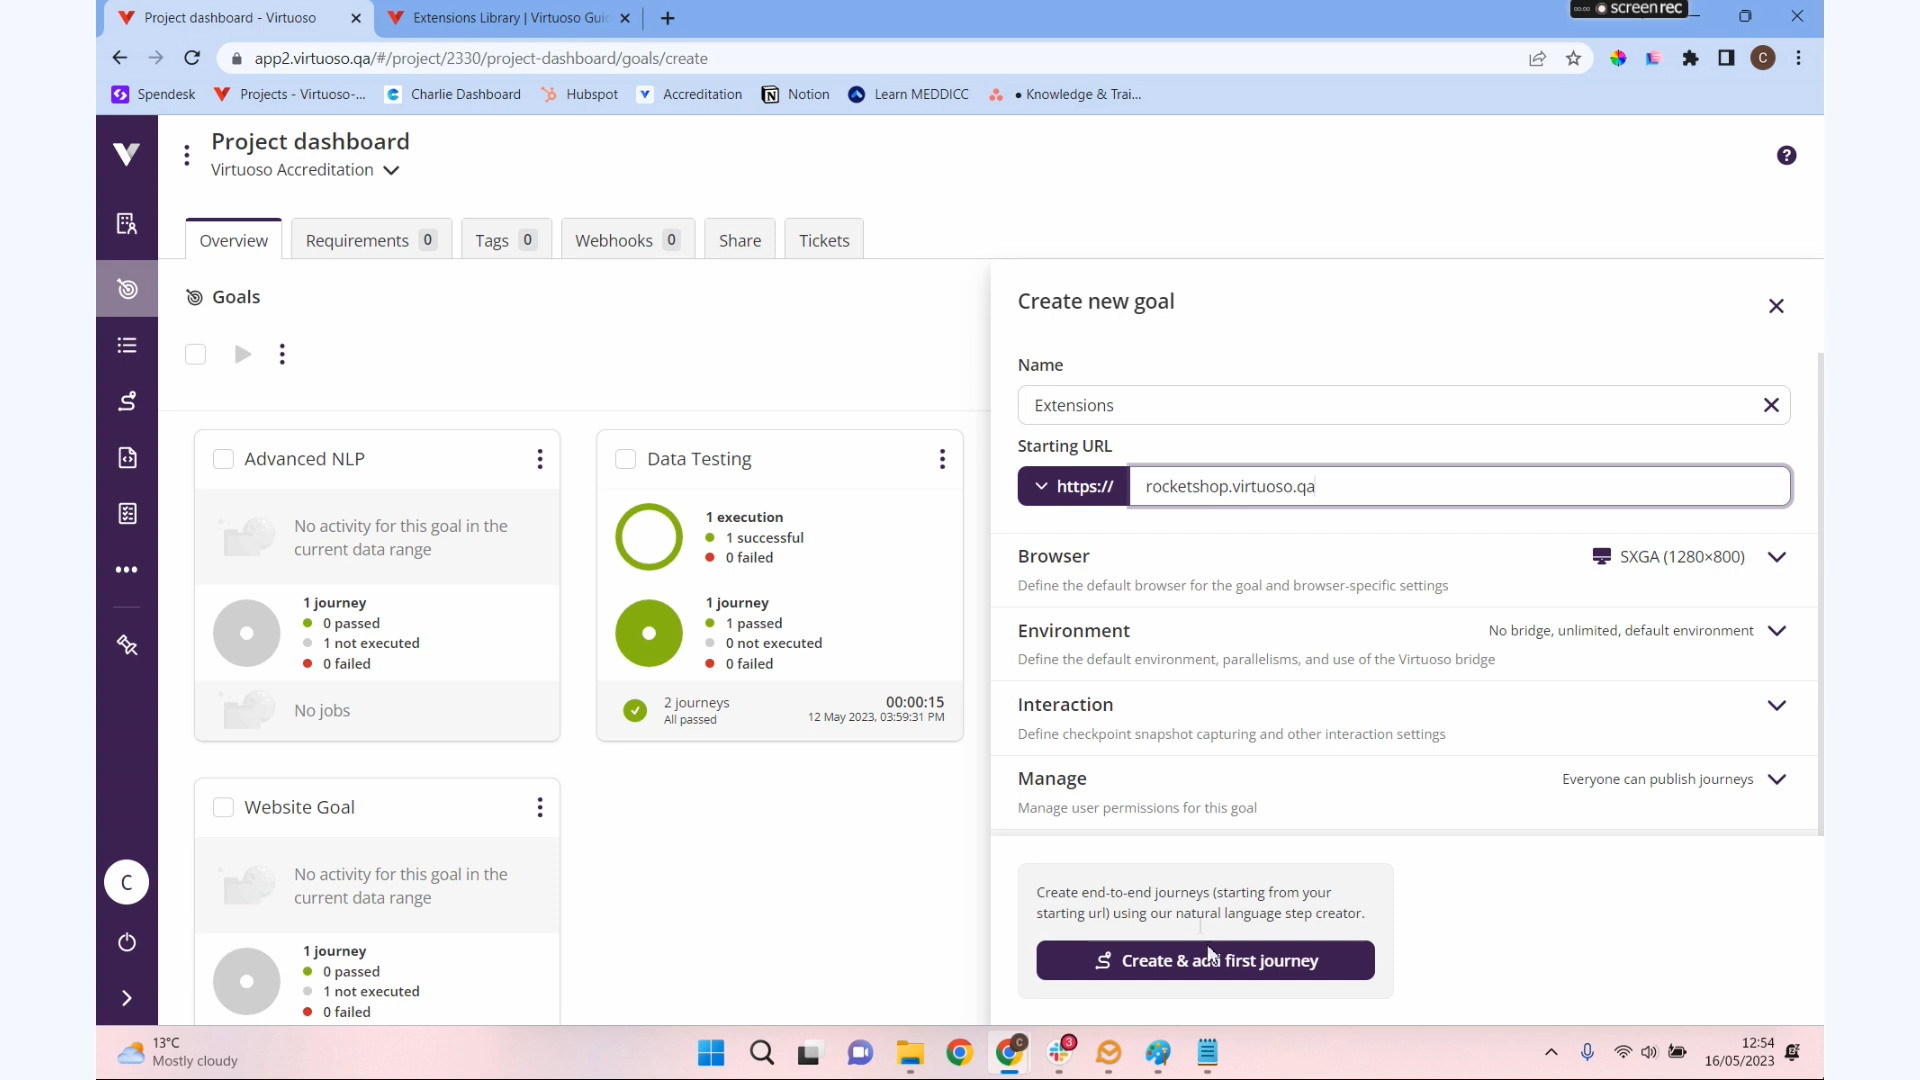 Project dashboard - Virtuoso
Extensions Library | Virtuoso Gui
screenrec
app2.virtuoso.qa/#/project/2330/project-dashboard/goals/create
C
Spendesk
Projects - Virtuoso-...
Charlie Dashboard
Hubspot
Accreditation
Notion
Learn MEDDICC
• Knowledge & Trai...
Project dashboard
Virtuoso Accreditation
?
Overview
Requirements 0
Tags 0
Webhooks 0
Share
Tickets
Goals
Create new goal
Name
Extensions
Starting URL
https:// rocketshop.virtuoso.qa
Browser
SXGA (1280×800)
Define the default browser for the goal and browser-specific settings
Environment
No bridge, unlimited, default environment
Define the default environment, parallelisms, and use of the Virtuoso bridge
Interaction
Define checkpoint snapshot capturing and other interaction settings
Manage
Everyone can publish journeys
Manage user permissions for this goal
Create end-to-end journeys (starting from your
starting url) using our natural language step creator.
Create & add first journey
Advanced NLP
No activity for this goal in the
current data range
1 journey
0 passed
1 not executed
0 failed
No jobs
Data Testing
1 execution
1 successful
0 failed
1 journey
1 passed
0 not executed
0 failed
2 journeys
All passed
00:00:15
12 May 2023, 03:59:31 PM
Website Goal
No activity for this goal in the
current data range
1 journey
0 passed
1 not executed
0 failed
C
13°C
Mostly cloudy
C
3
12:54
16/05/2023